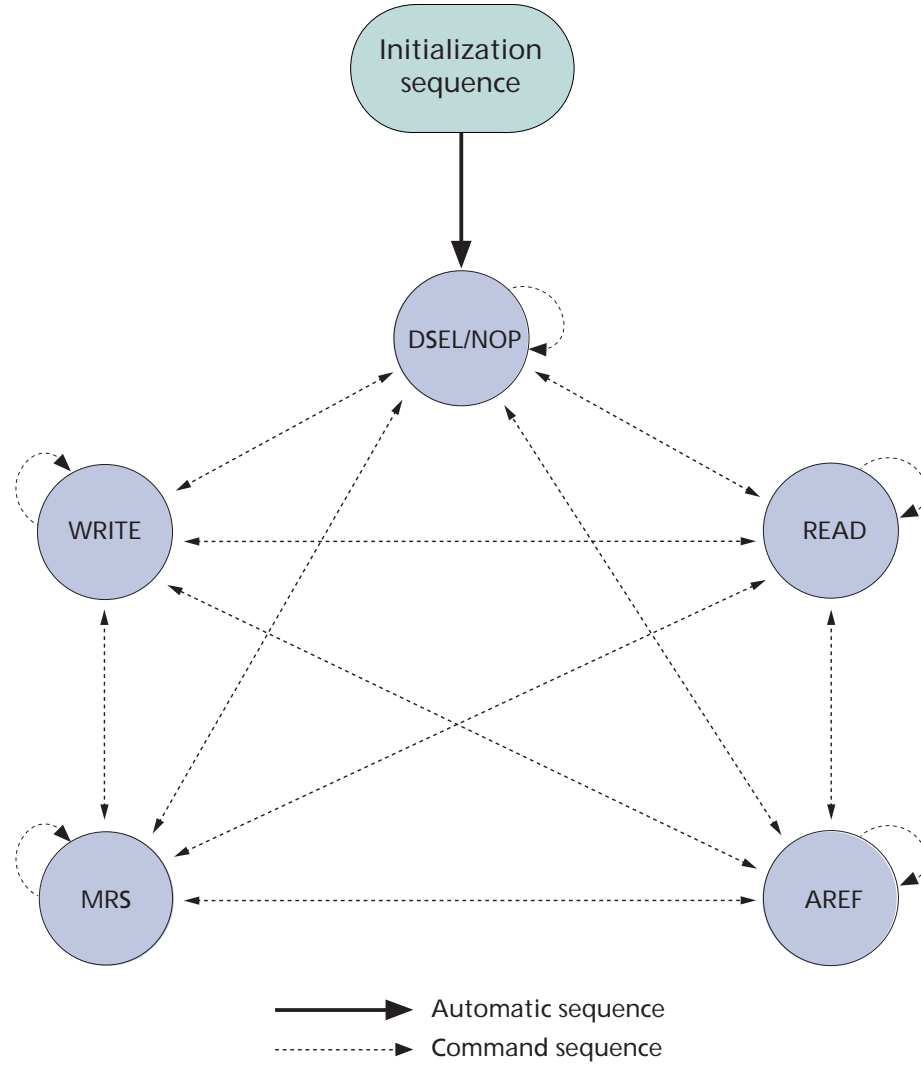 Initialization
sequence
DSEL/NOP
WRITE
READ
MRS
AREF
Automatic sequence
Command sequence